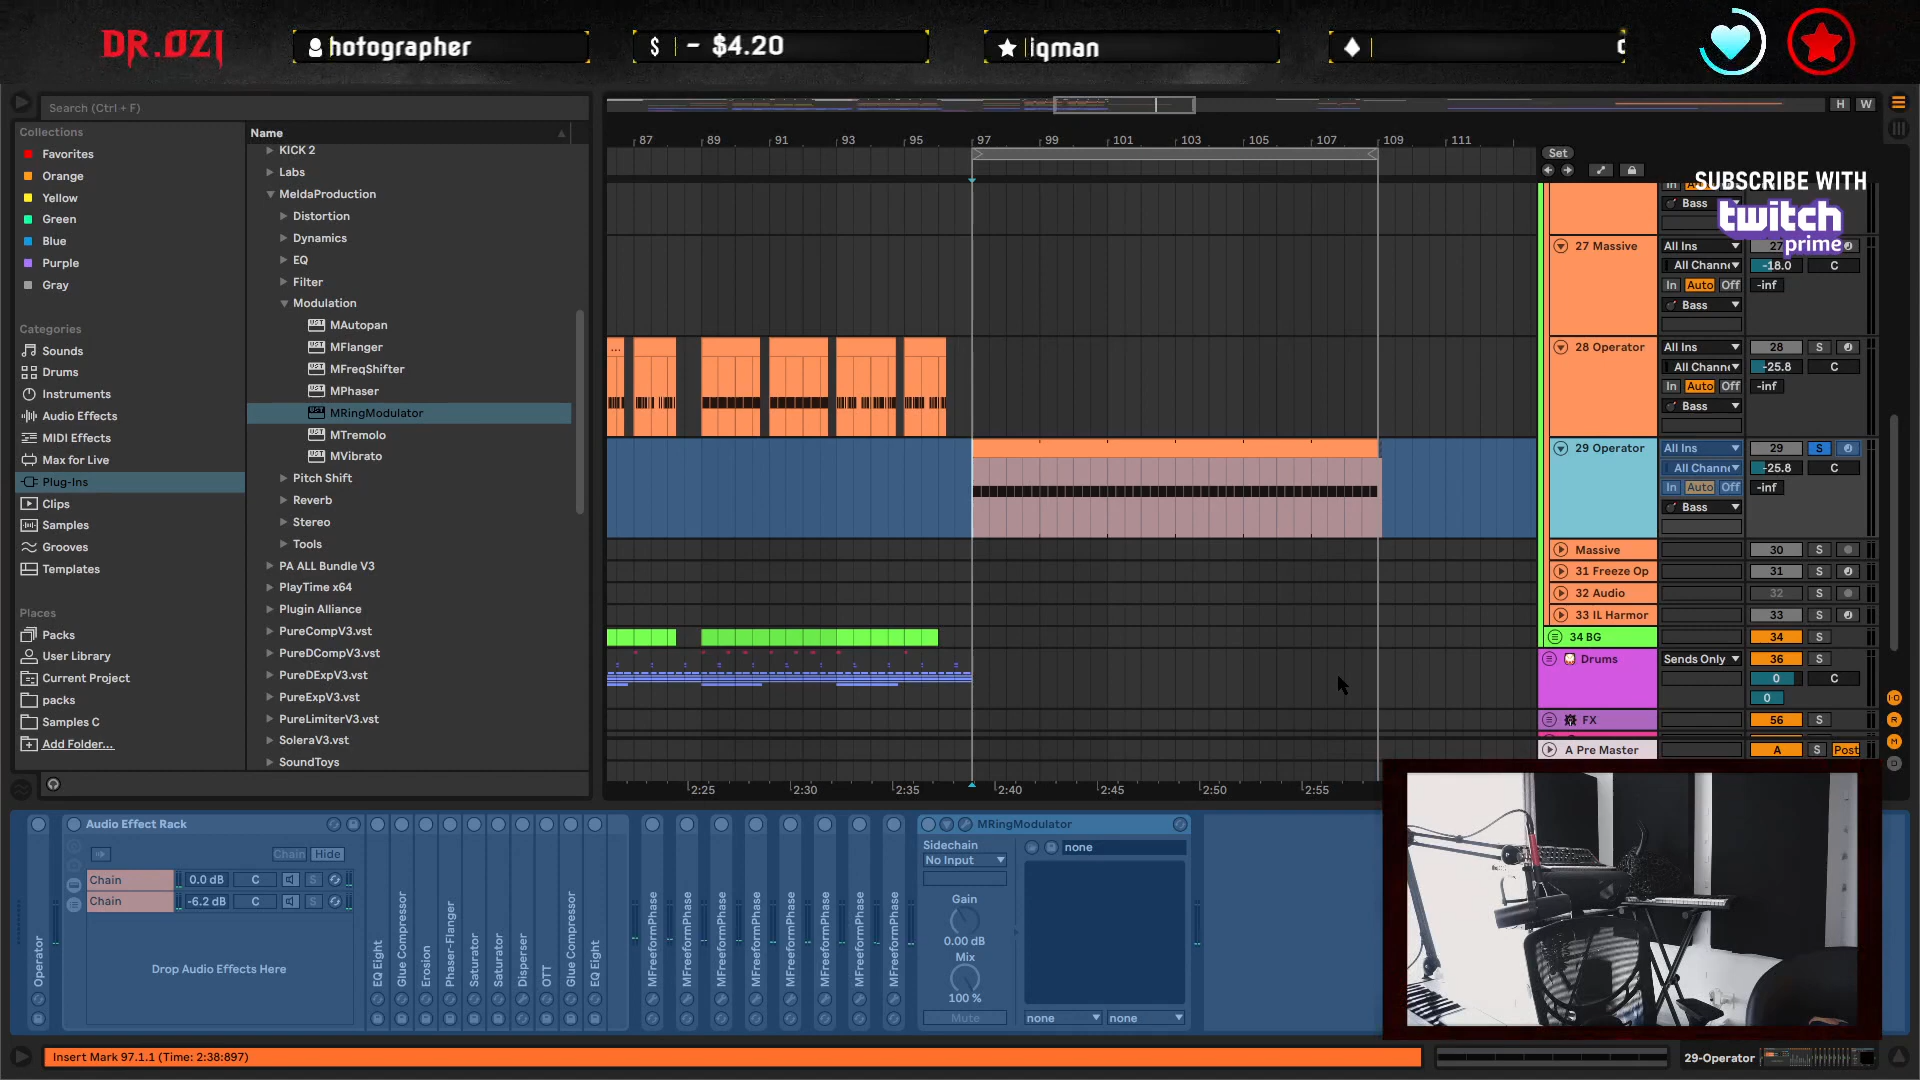 DR.OZI
hotographer
$ - $4.20
iqman
Search (Ctrl + F)
Collections
Favorites
Orange
Yellow
Green
Blue
Purple
Gray
Categories
Sounds
Drums
Instruments
Audio Effects
MIDI Effects
Max for Live
Plug-Ins
Clips
Samples
Grooves
Templates
Places
Packs
User Library
Current Project
packs
Samples C
Add Folder...
Name
KICK 2
Labs
MeldaProduction
Distortion
Dynamics
EQ
Filter
Modulation
MAutopan
MFlanger
MFreqShifter
MPhaser
MRingModulator
MTremolo
MVibrato
Pitch Shift
Reverb
Stereo
Tools
PA ALL Bundle V3
PlayTime x64
Plugin Alliance
PureCompV3.vst
PureDCompV3.vst
PureDExpV3.vst
PureExpV3.vst
PureLimiterV3.vst
SoleraV3.vst
SoundToys
H W
87 89 91 93 95 97 99 101 103 105 107 109 111
Set
SUBSCRIBE WITH
twitch
prime
Bass
27 Massive All Ins 27
All Channe -18.0 C
In Auto Off -inf
Bass
28 Operator All Ins 28 S
All Channe -25.8 C
In Auto Off -inf
Bass
29 Operator All Ins 29 S
All Channe -25.8 C
In Auto Off -inf
Bass
Massive 30 S
31 Freeze Op 31 S
32 Audio 32 S
33 IL Harmor 33 S
34 BG 34 S
Drums Sends Only 36 S
0 C
0
FX 56 S
A Pre Master A S Post
2:25 2:30 2:35 2:40 2:45 2:50 2:55
Operator
Audio Effect Rack
Chain Hide
Chain 0.0 dB C S
Chain -6.2 dB C S
Drop Audio Effects Here
EQ Eight
Glue Compressor
Erosion
Phaser-Flanger
Saturator
Saturator
Disperser
OTT
Glue Compressor
EQ Eight
MFreeformPhase
MFreeformPhase
MFreeformPhase
MFreeformPhase
MFreeformPhase
MFreeformPhase
MFreeformPhase
MFreeformPhase
MRingModulator
Sidechain
No Input
Gain
0.00 dB
Mix
100 %
Mute
none
none none
Insert Mark 97.1.1 (Time: 2:38:897)
29-Operator